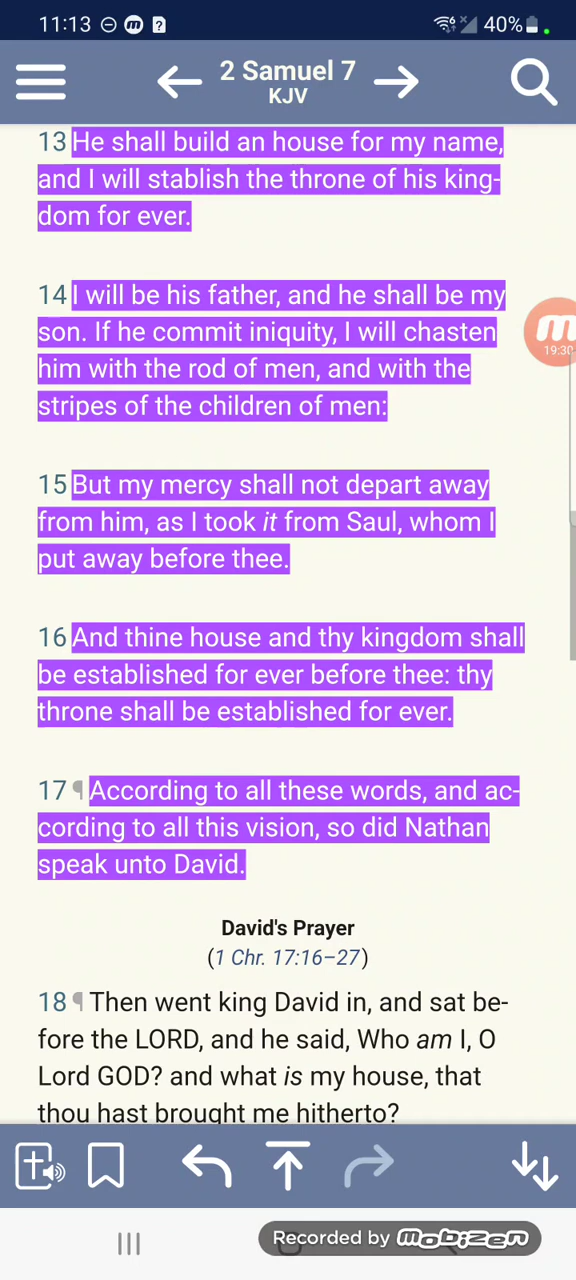 11:13
40%
2 Samuel 7
KJV
13 He shall build an house for my name,
and I will stablish the throne of his king-
dom for ever.
14 I will be his father, and he shall be my
son. If he commit iniquity, I will chasten
him with the rod of men, and with the
stripes of the children of men:
19:30
15 But my mercy shall not depart away
from him, as I took it from Saul, whom I
put away before thee.
16 And thine house and thy kingdom shall
be established for ever before thee: thy
throne shall be established for ever.
17 ¶ According to all these words, and ac-
cording to all this vision, so did Nathan
speak unto David.
David's Prayer
(1 Chr. 17:16–27)
18 ¶ Then went king David in, and sat be-
fore the LORD, and he said, Who am I, O
Lord GOD? and what is my house, that
thou hast brought me hitherto?
Recorded by mobizen